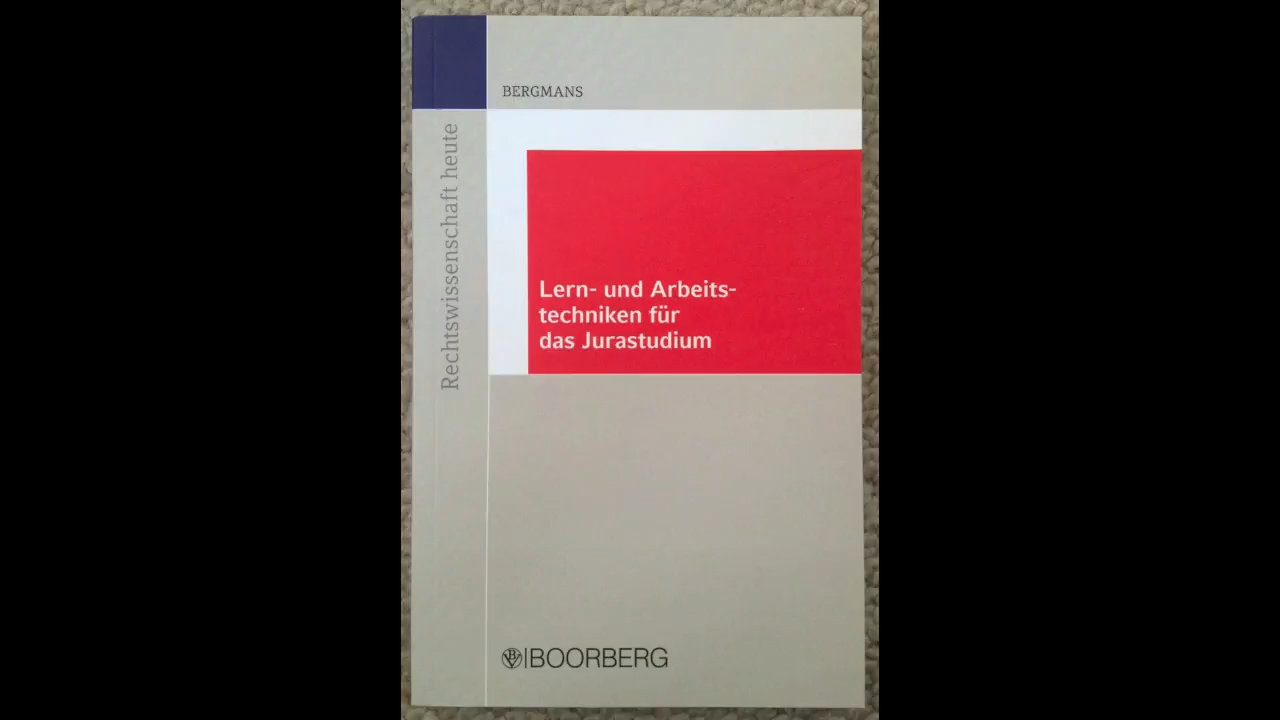 BERGMANS
Rechtswissenschaft heute
Lern- und Arbeits-
techniken für
das Jurastudium
BOORBERG